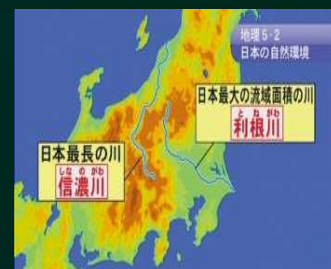 地理5-2
日本の自然環境
日本最大の流域面積の川
とねがわ
利根川
日本最長の川
しなのがわ
信濃川